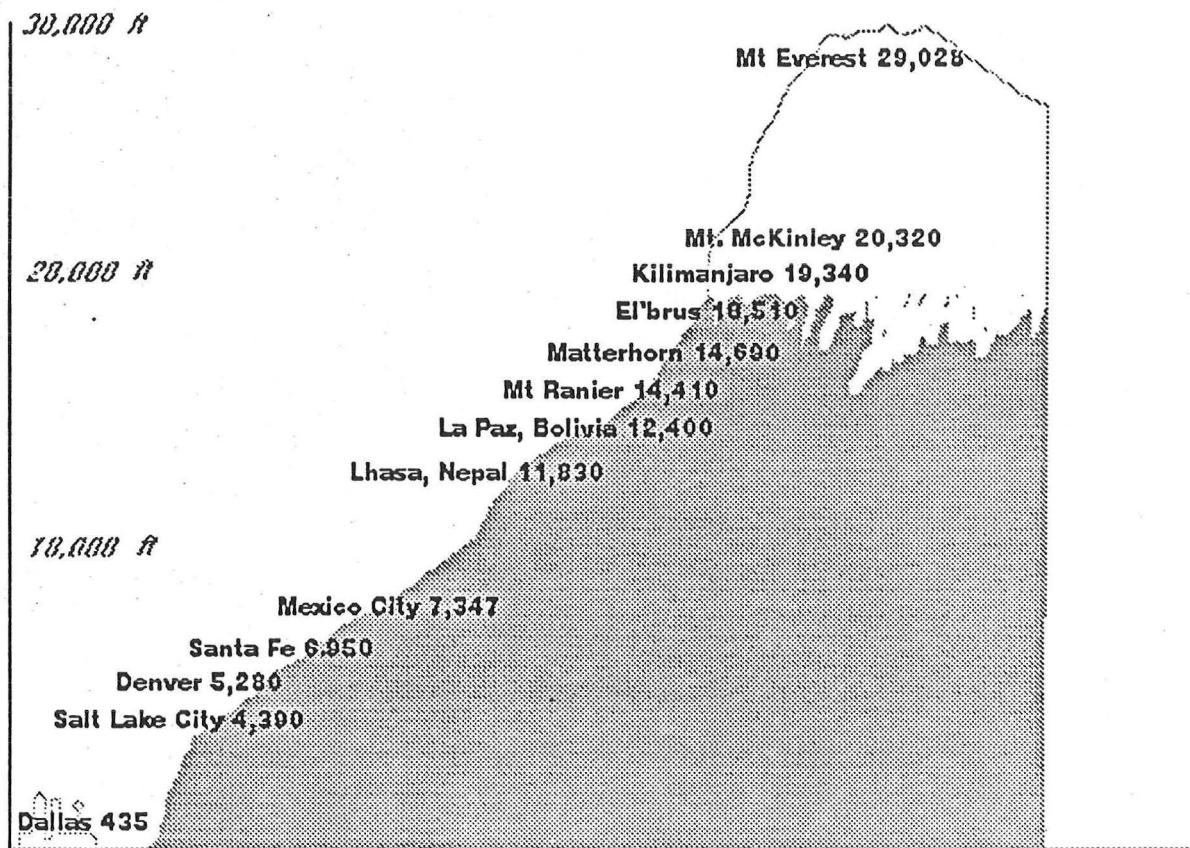 30,000 ft
Mt Everest 29,028
Mt. McKinley 20,320
20,000 ft
Kilimanjaro 19,340
El'brus 18,510
Matterhorn 14,690
Mt Ranier 14,410
La Paz, Bolivia 12,400
Lhasa, Nepal 11,830
10,000 ft
Mexico City 7,347
Santa Fe 6,950
Denver 5,280
Salt Lake City 4,390
Dallas 435